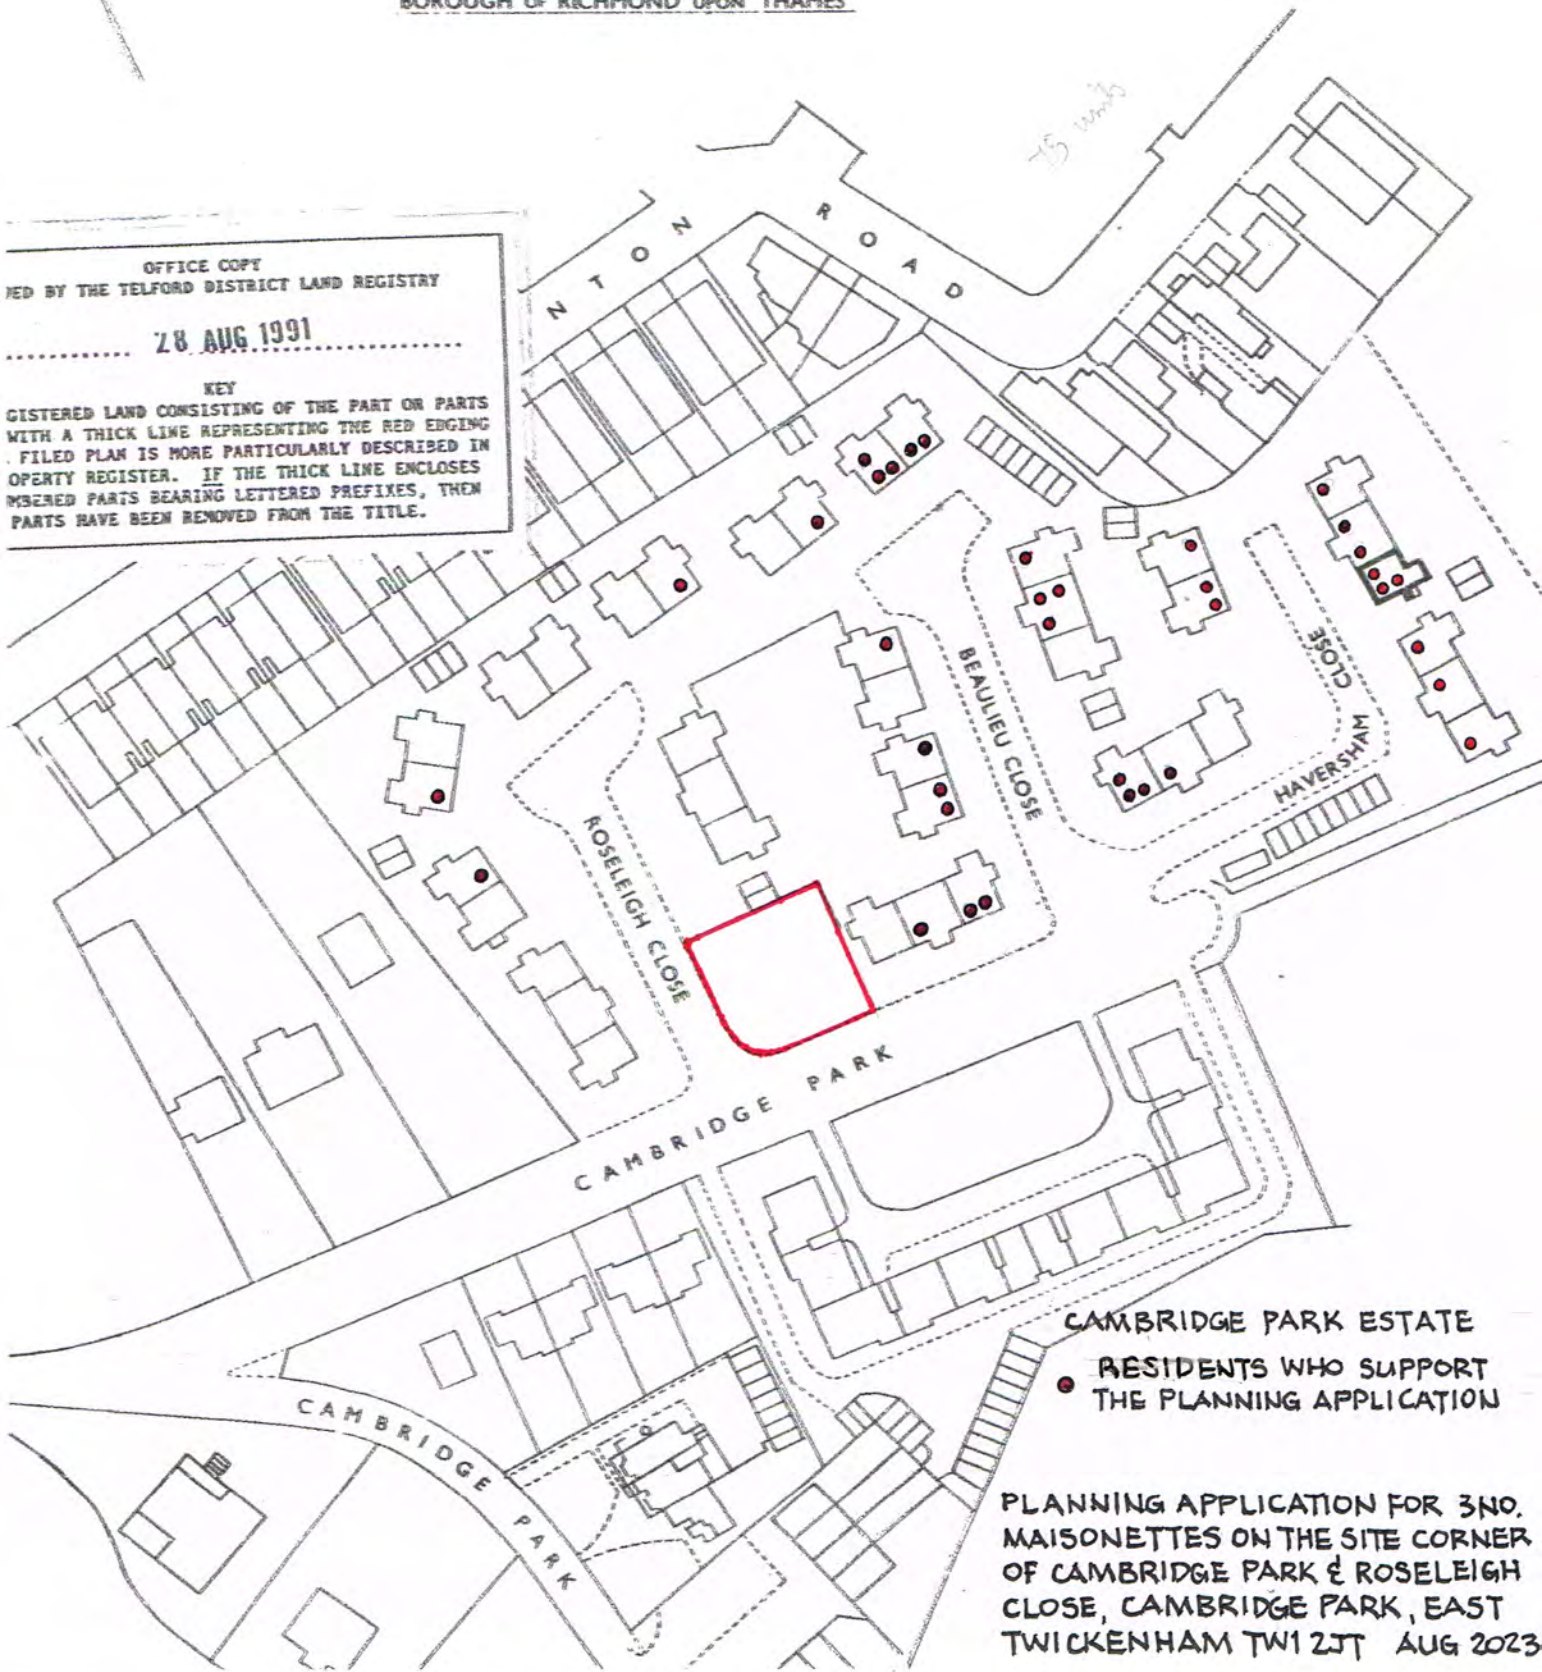 BOROUGH OF RICHMOND UPON THAMES
75 units
OFFICE COPY
BY THE TELFORD DISTRICT LAND REGISTRY
28 AUG 1991
KEY
GISTERED LAND CONSISTING OF THE PART OR PARTS
WITH A THICK LINE REPRESENTING THE RED EDGING
FILED PLAN IS MORE PARTICULARLY DESCRIBED IN
OPERTY REGISTER. IF THE THICK LINE ENCLOSES
MBERED PARTS BEARING LETTERED PREFIXES, THEN
PARTS HAVE BEEN REMOVED FROM THE TITLE.
NTON ROAD
BEAULIEU CLOSE
HAVERSHAM CLOSE
ROSELEIGH CLOSE
CAMBRIDGE PARK
CAMBRIDGE PARK
CAMBRIDGE PARK ESTATE
RESIDENTS WHO SUPPORT
THE PLANNING APPLICATION
PLANNING APPLICATION FOR 3NO.
MAISONETTES ON THE SITE CORNER
OF CAMBRIDGE PARK & ROSELEIGH
CLOSE, CAMBRIDGE PARK, EAST
TWICKENHAM TW1 2JT AUG 2023